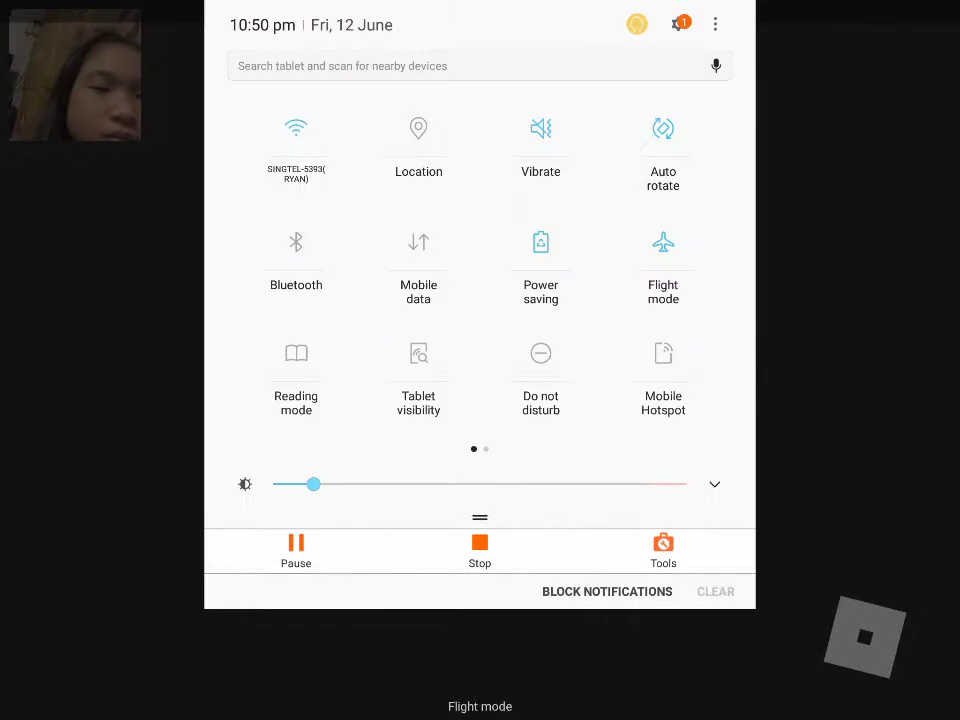 10:50 pm Fri, 12 June
1
Search tablet and scan for nearby devices
SINGTEL-5393(
RYAN)
Location
Vibrate
Auto
rotate
Bluetooth
Mobile
data
Power
saving
Flight
mode
Reading
mode
Tablet
visibility
Do not
disturb
Mobile
Hotspot
Pause
Stop
Tools
BLOCK NOTIFICATIONS CLEAR
Flight mode